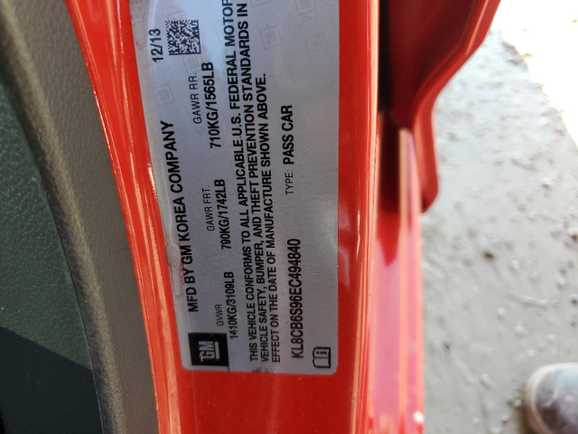 MFD BY GM KOREA COMPANY 12/13
GVWR GAWR FRT GAWR RR
1410KG/3109LB 790KG/1742LB 710KG/1565LB
THIS VEHICLE CONFORMS TO ALL APPLICABLE U.S. FEDERAL MOTOR
VEHICLE SAFETY, BUMPER, AND THEFT PREVENTION STANDARDS IN
EFFECT ON THE DATE OF MANUFACTURE SHOWN ABOVE.
TYPE: PASS CAR
KL8CB6S96EC494840
GM